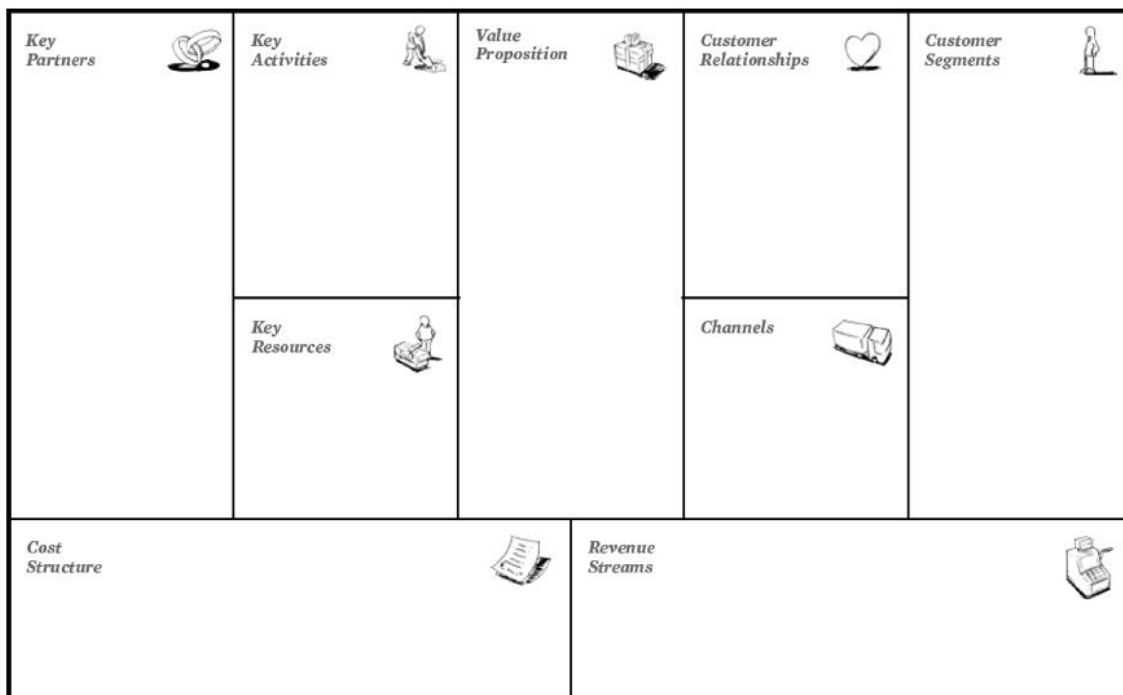 Key
Partners
Key
Activities
Value
Proposition
Customer
Relationships
Customer
Segments
Key
Resources
Channels
Cost
Structure
Revenue
Streams